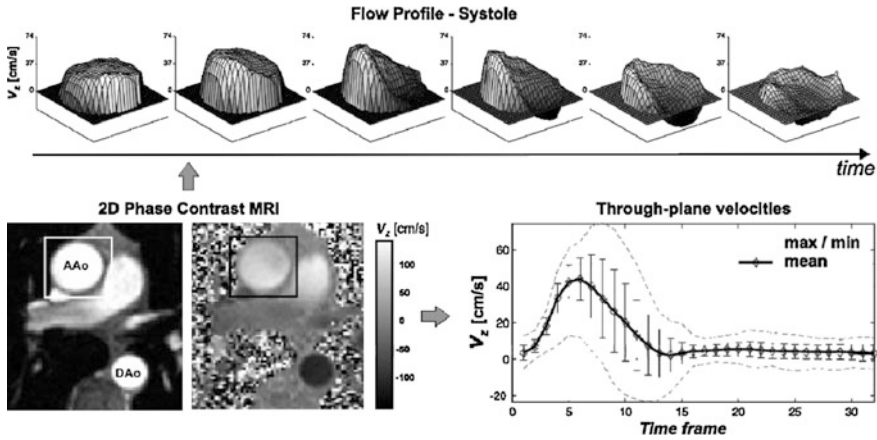 Flow Profile - Systole
V_z [cm/s]
74
37
0
74
37
0
74
37
0
74
37
0
74
37
0
74
37
0
time
2D Phase Contrast MRI
V_z [cm/s]
AAo
DAo
100
50
0
-50
-100
Through-plane velocities
max / min
mean
V_z [cm/s]
60
40
20
0
-20
0
5
10
15
20
25
30
Time frame